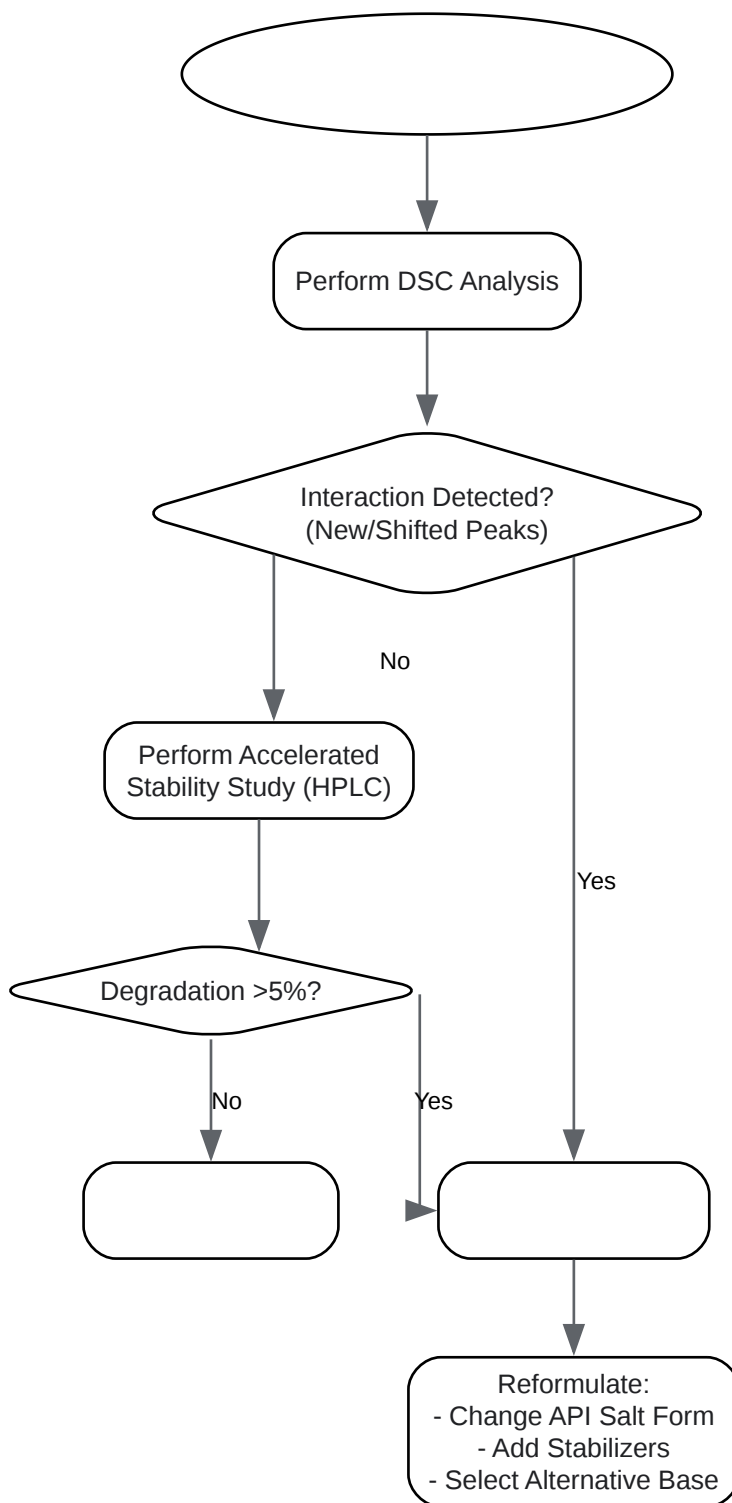 Perform DSC Analysis
Interaction Detected?
(New/Shifted Peaks)
No
Perform Accelerated
Stability Study (HPLC)
Yes
Degradation >5%?
No
Yes
Reformulate:
- Change API Salt Form
- Add Stabilizers
- Select Alternative Base